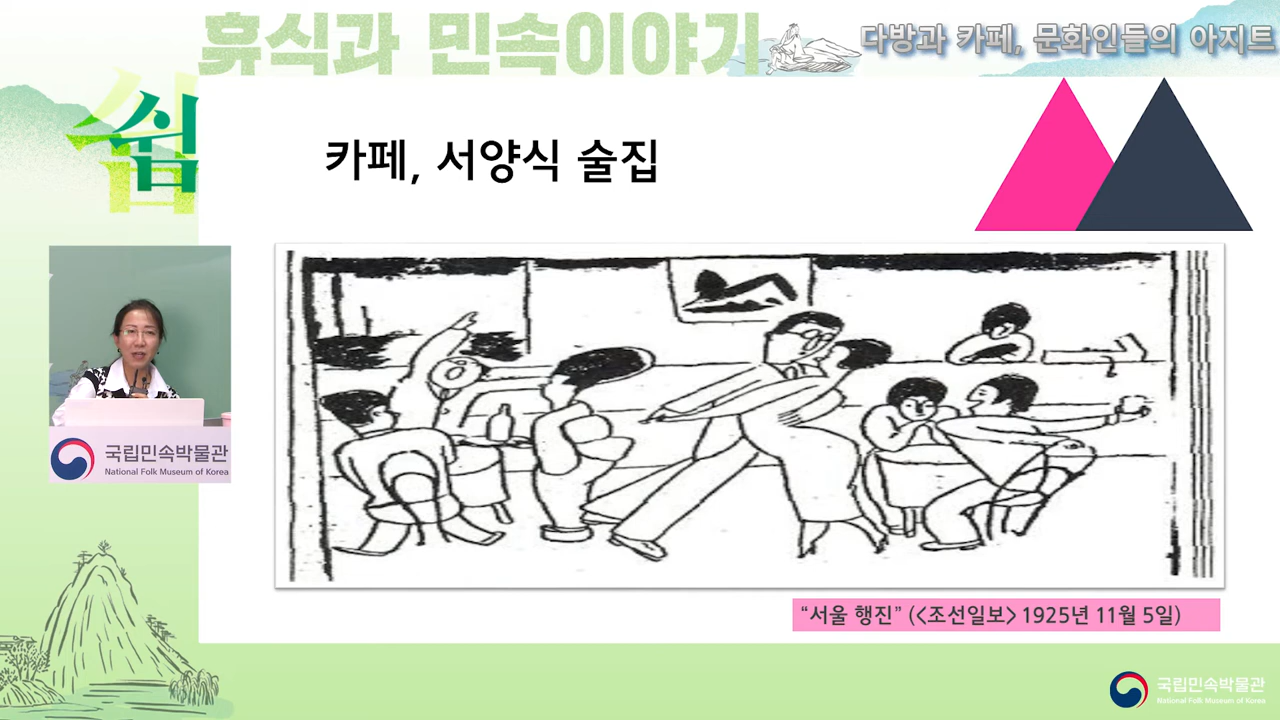 휴식과 민속이야기
다방과 카페, 문화인들의 아지트
쉽
카페, 서양식 술집
국립민속박물관
National Folk Museum of Korea
“서울 행진” (<조선일보> 1925년 11월 5일)
국립민속박물관
National Folk Museum of Korea